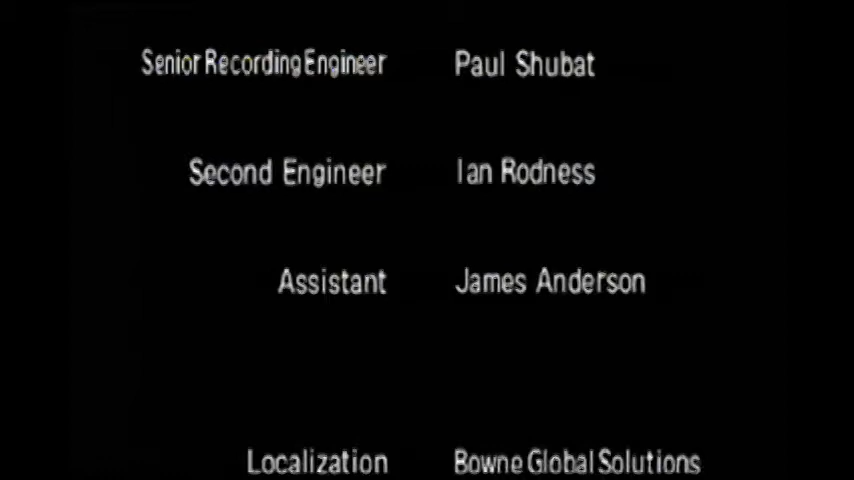 Senior Recording Engineer Paul Shubat
Second Engineer Ian Rodness
Assistant James Anderson
Localization Bowne Global Solutions